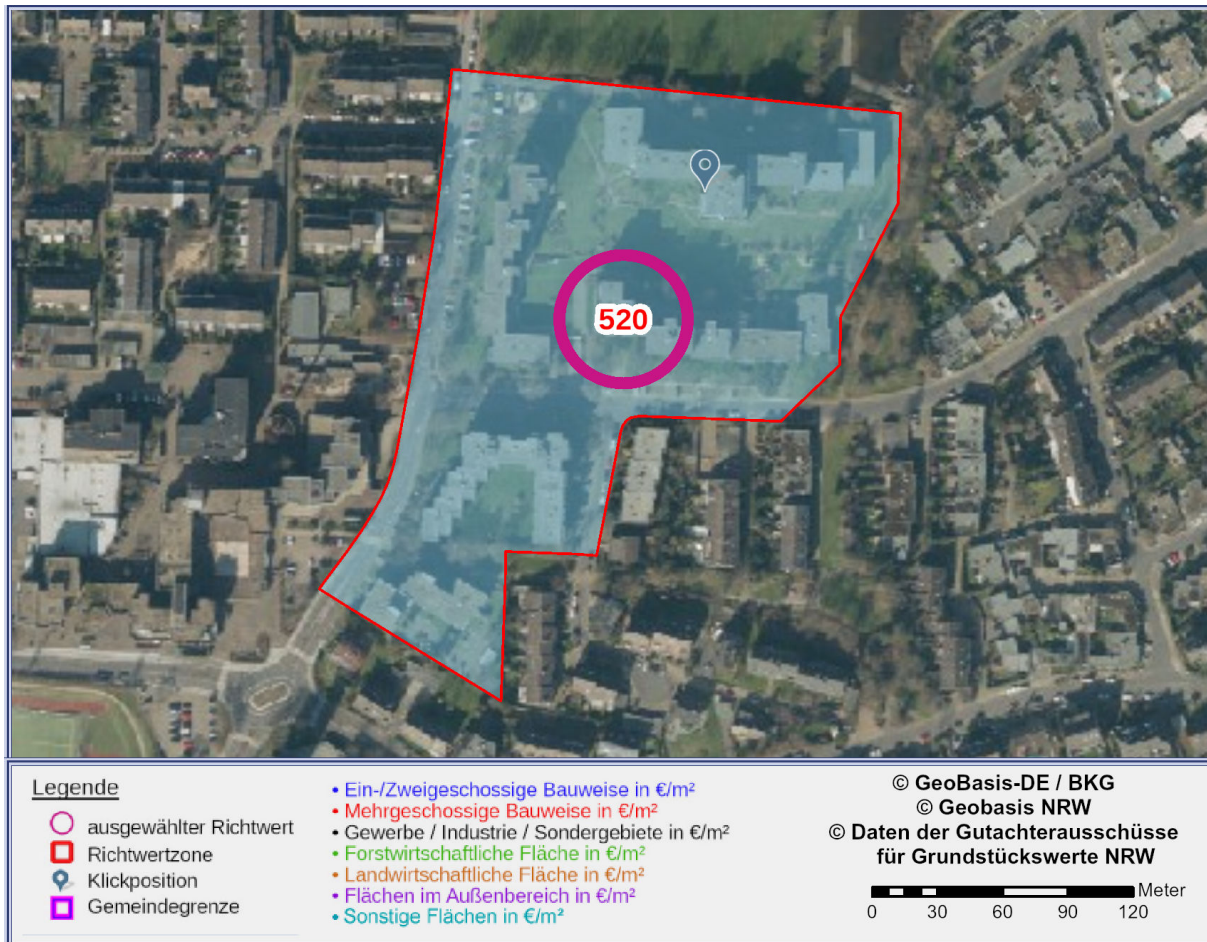 520
Legende
ausgewählter Richtwert
Richtwertzone
Klickposition
Gemeindegrenze
• Ein-/Zweigeschossige Bauweise in €/m²
• Mehrgeschossige Bauweise in €/m²
• Gewerbe / Industrie / Sondergebiete in €/m²
• Forstwirtschaftliche Fläche in €/m²
• Landwirtschaftliche Fläche in €/m²
• Flächen im Außenbereich in €/m²
• Sonstige Flächen in €/m²
© GeoBasis-DE / BKG
© Geobasis NRW
© Daten der Gutachterausschüsse
für Grundstückswerte NRW
Meter
0 30 60 90 120